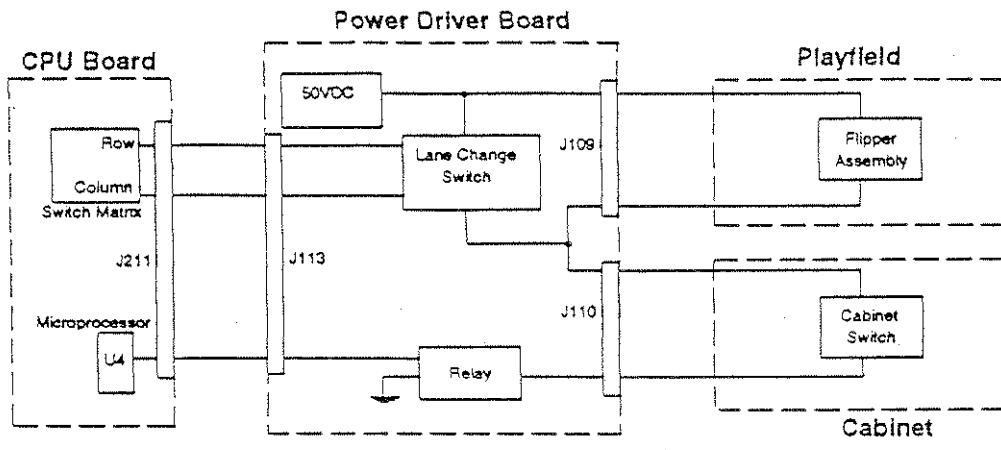 Power Driver Board
CPU Board
Playfield
50VDC
Row
Column
Switch Matrix
Lane Change
Switch
J109
Flipper
Assembly
J211
J113
J110
Microprocessor
U4
Relay
Cabinet
Switch
Cabinet